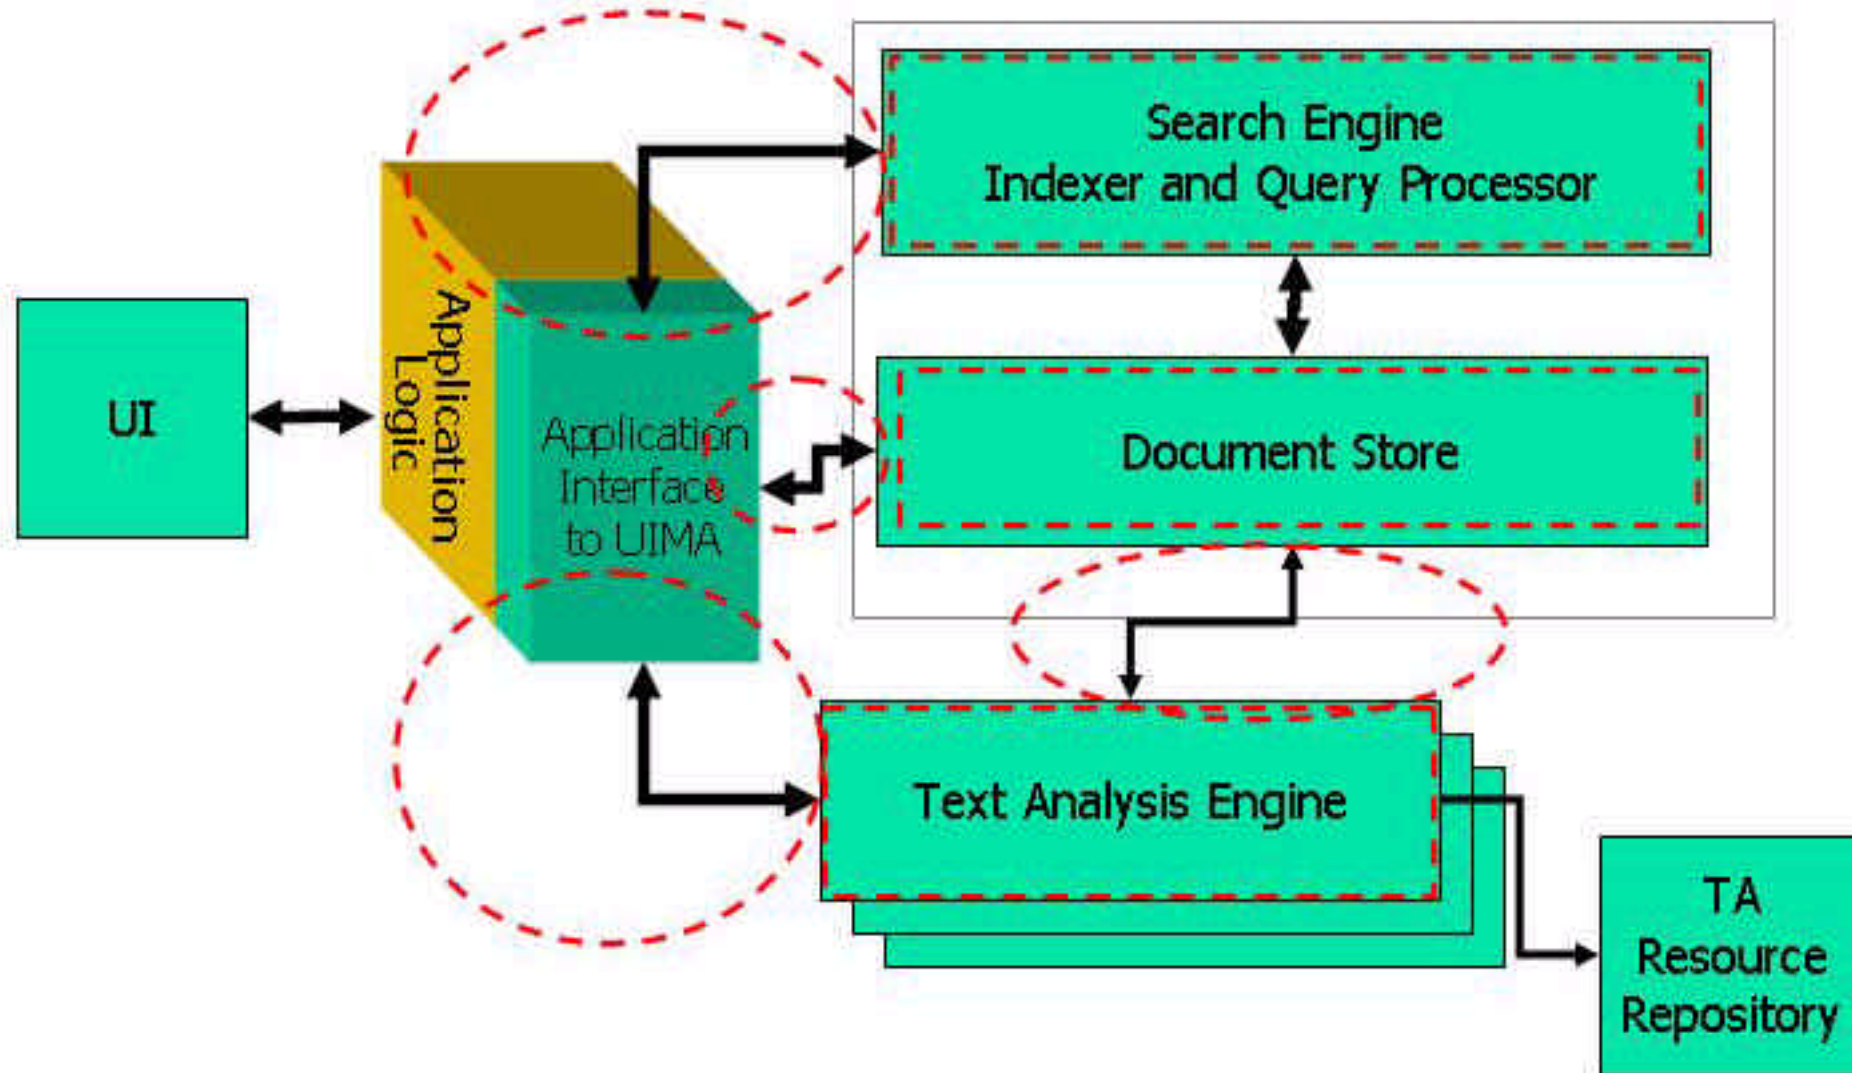 Search Engine
Indexer and Query Processor
UI
Application
Logic
Application
Interface
to UIMA
Document Store
Text Analysis Engine
TA
Resource
Repository